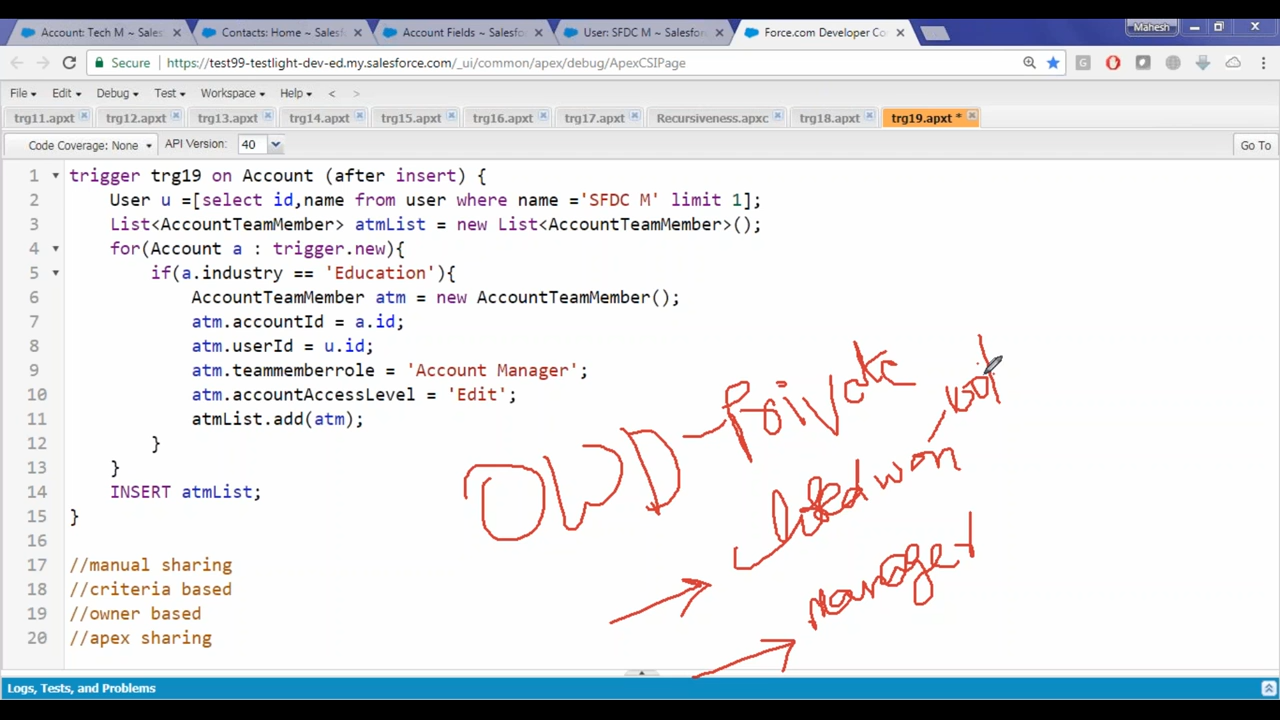 Account: Tech M ~ Sales
Contacts: Home ~ Salesf
Account Fields ~ Salesfo
User: SFDC M ~ Salesforc
Force.com Developer Co
Mahesh
Secure
https://test99-testlight-dev-ed.my.salesforce.com/_ui/common/apex/debug/ApexCSIPage
File
Edit
Debug
Test
Workspace
Help
<
>
trg11.apxt
trg12.apxt
trg13.apxt
trg14.apxt
trg15.apxt
trg16.apxt
trg17.apxt
Recursiveness.apxc
trg18.apxt
trg19.apxt *
Code Coverage: None
API Version:
40
Go To
1 trigger trg19 on Account (after insert) {
2 User u =[select id,name from user where name ='SFDC M' limit 1];
3 List<AccountTeamMember> atmList = new List<AccountTeamMember>();
4 for(Account a : trigger.new){
5 if(a.industry == 'Education'){
6 AccountTeamMember atm = new AccountTeamMember();
7 atm.accountId = a.id;
8 atm.userId = u.id;
9 atm.teammemberrole = 'Account Manager';
10 atm.accountAccessLevel = 'Edit';
11 atmList.add(atm);
12 }
13 }
14 INSERT atmList;
15 }
16
17 //manual sharing
18 //criteria based
19 //owner based
20 //apex sharing
OWD - Private
managed
Logs, Tests, and Problems